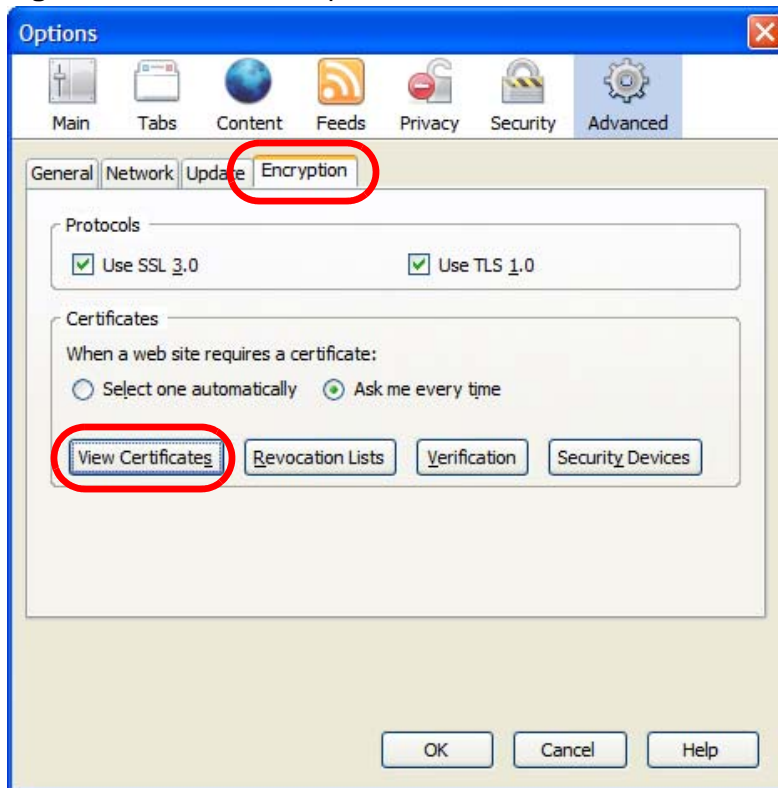 Options
Main Tabs Content Feeds Privacy Security Advanced
General Network Update Encryption
Protocols
Use SSL 3.0 Use TLS 1.0
Certificates
When a web site requires a certificate:
Select one automatically Ask me every time
View Certificates Revocation Lists Verification Security Devices
OK Cancel Help